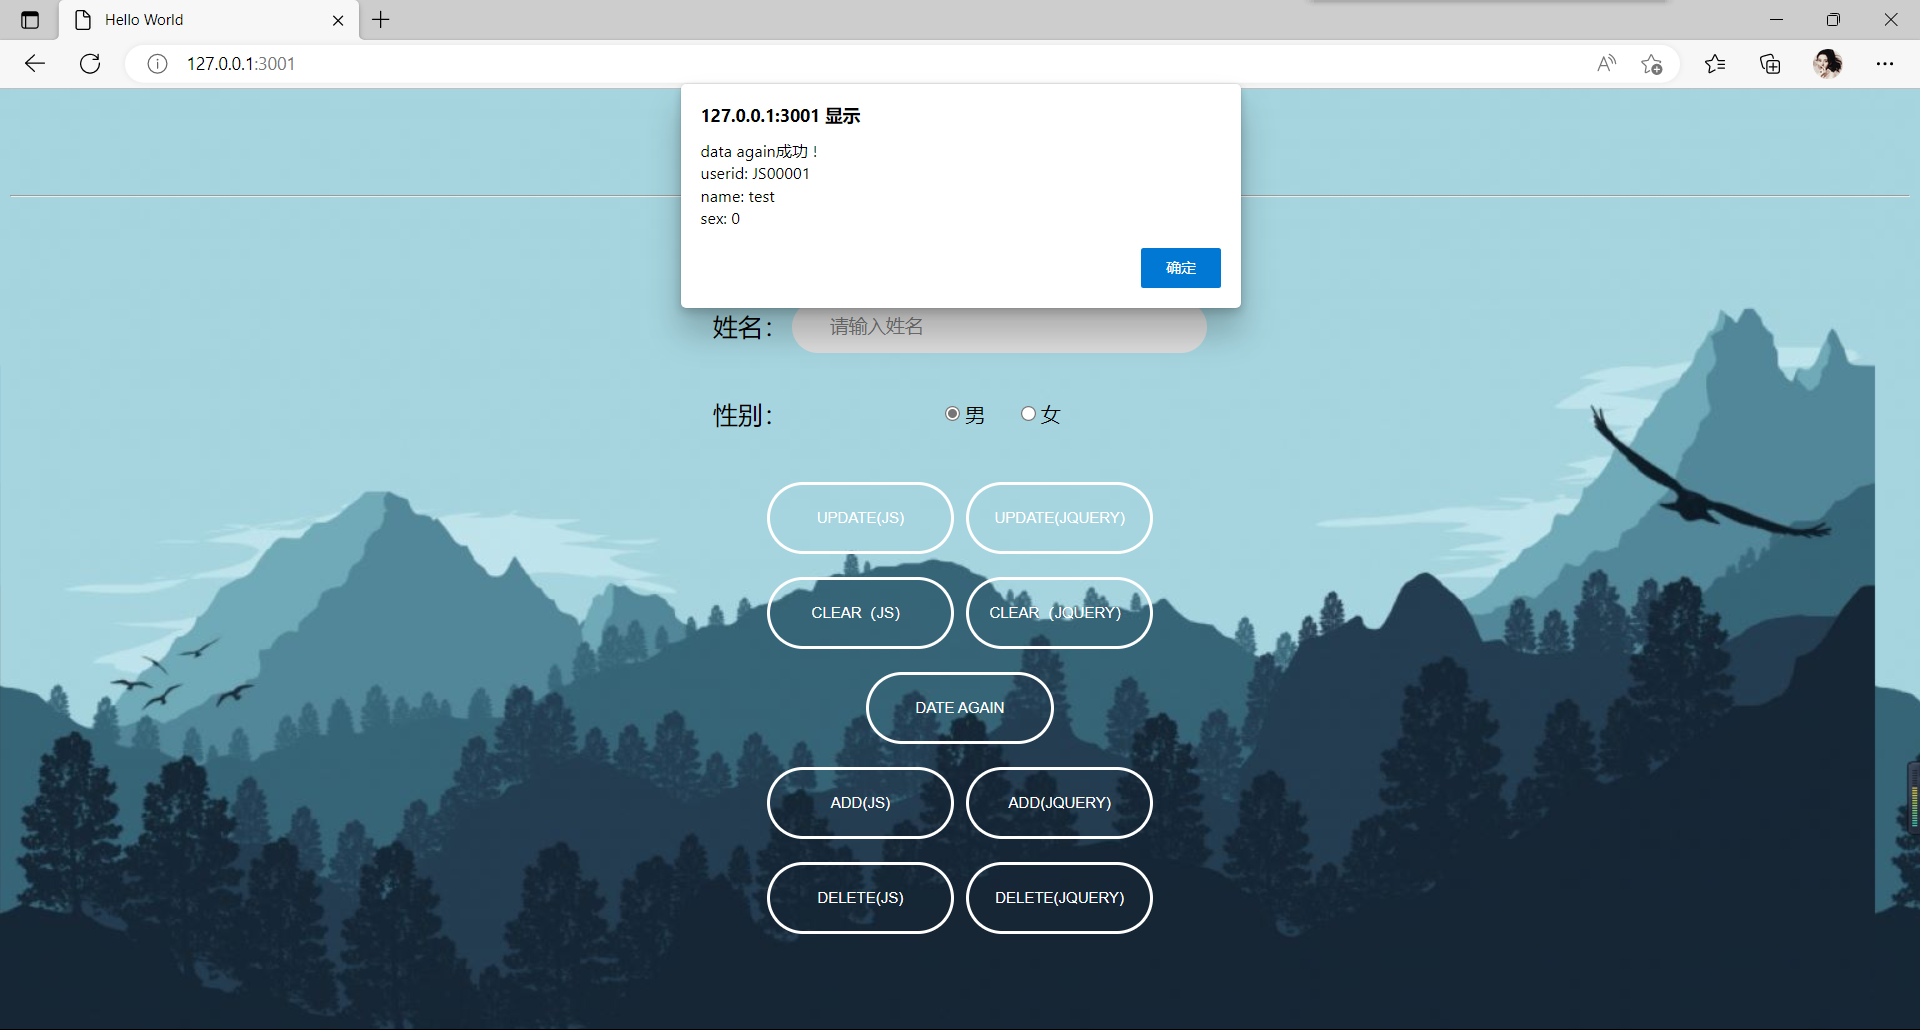 Hello World
127.0.0.1:3001
127.0.0.1:3001 显示
data again成功！
userid: JS00001
name: test
sex: 0
确定
姓名： 请输入姓名
性别： 男 女
UPDATE(JS) UPDATE(JQUERY)
CLEAR（JS） CLEAR（JQUERY）
DATE AGAIN
ADD(JS) ADD(JQUERY)
DELETE(JS) DELETE(JQUERY)